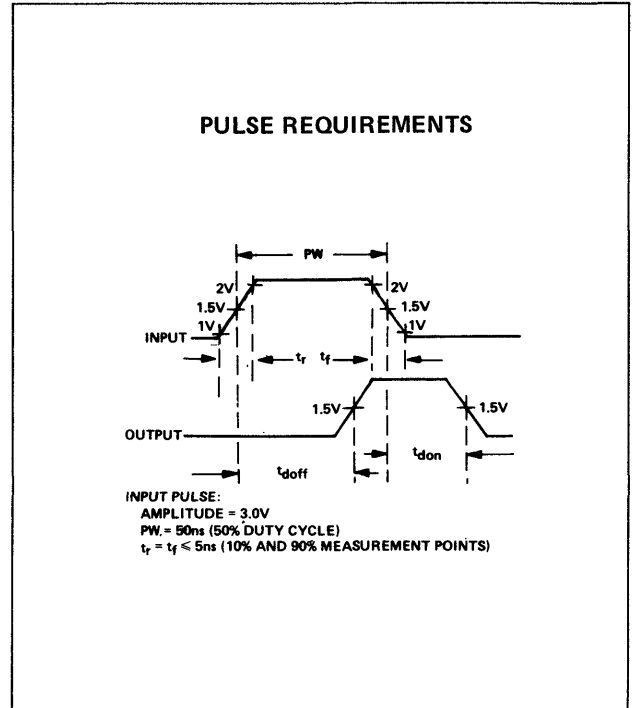 PULSE REQUIREMENTS
PW
2V
2V
1.5V
1.5V
1V
1V
INPUT
tr tf
1.5V
1.5V
OUTPUT
tdon
tdoff
INPUT PULSE:
AMPLITUDE = 3.0V
PW. = 50ns (50% DUTY CYCLE)
tr = tf ≤ 5ns (10% AND 90% MEASUREMENT POINTS)